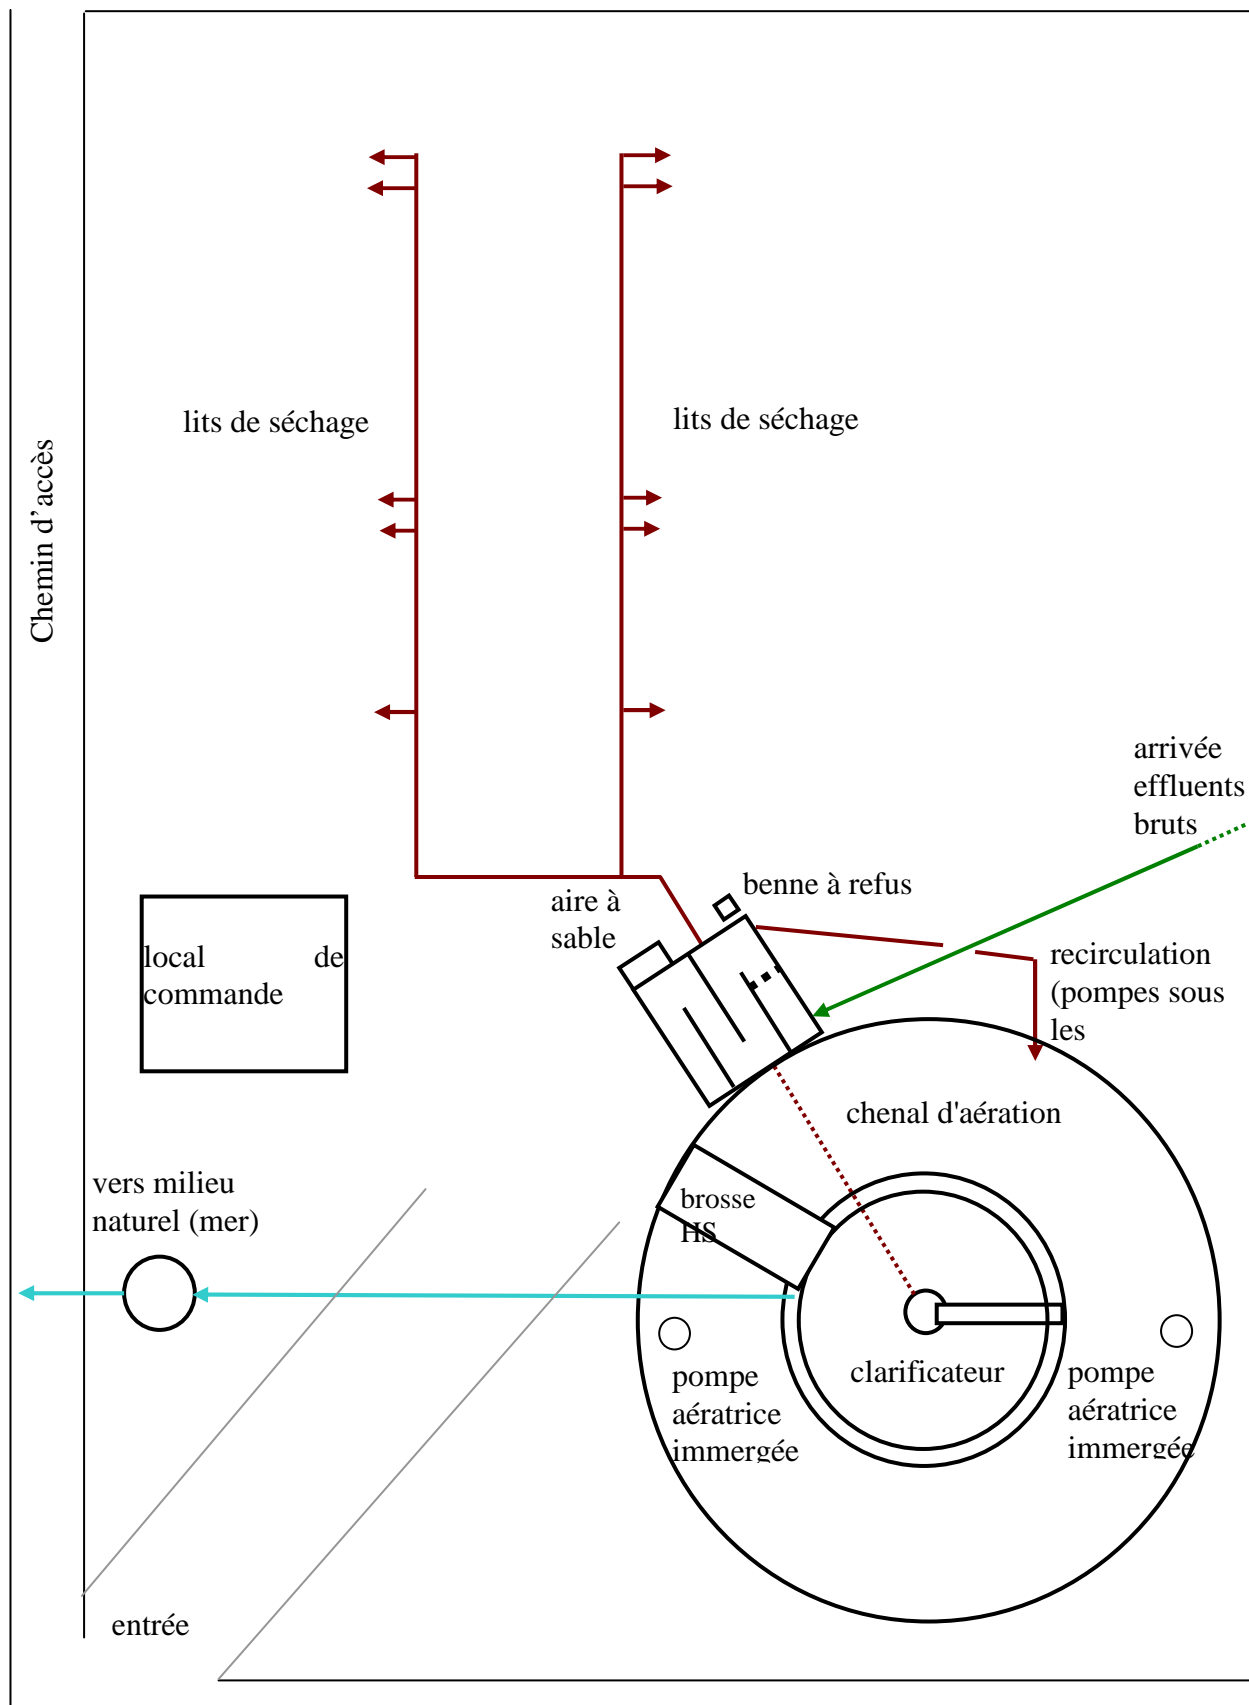 lits de séchage
lits de séchage
Chemin d'accès
arrivée
effluents
bruts
benne à refus
aire à
sable
local de
commande
recirculation
(pompes sous
les
chenal d'aération
vers milieu
naturel (mer)
brosse
HS
clarificateur
pompe
aératrice
immergée
pompe
aératrice
immergée
entrée